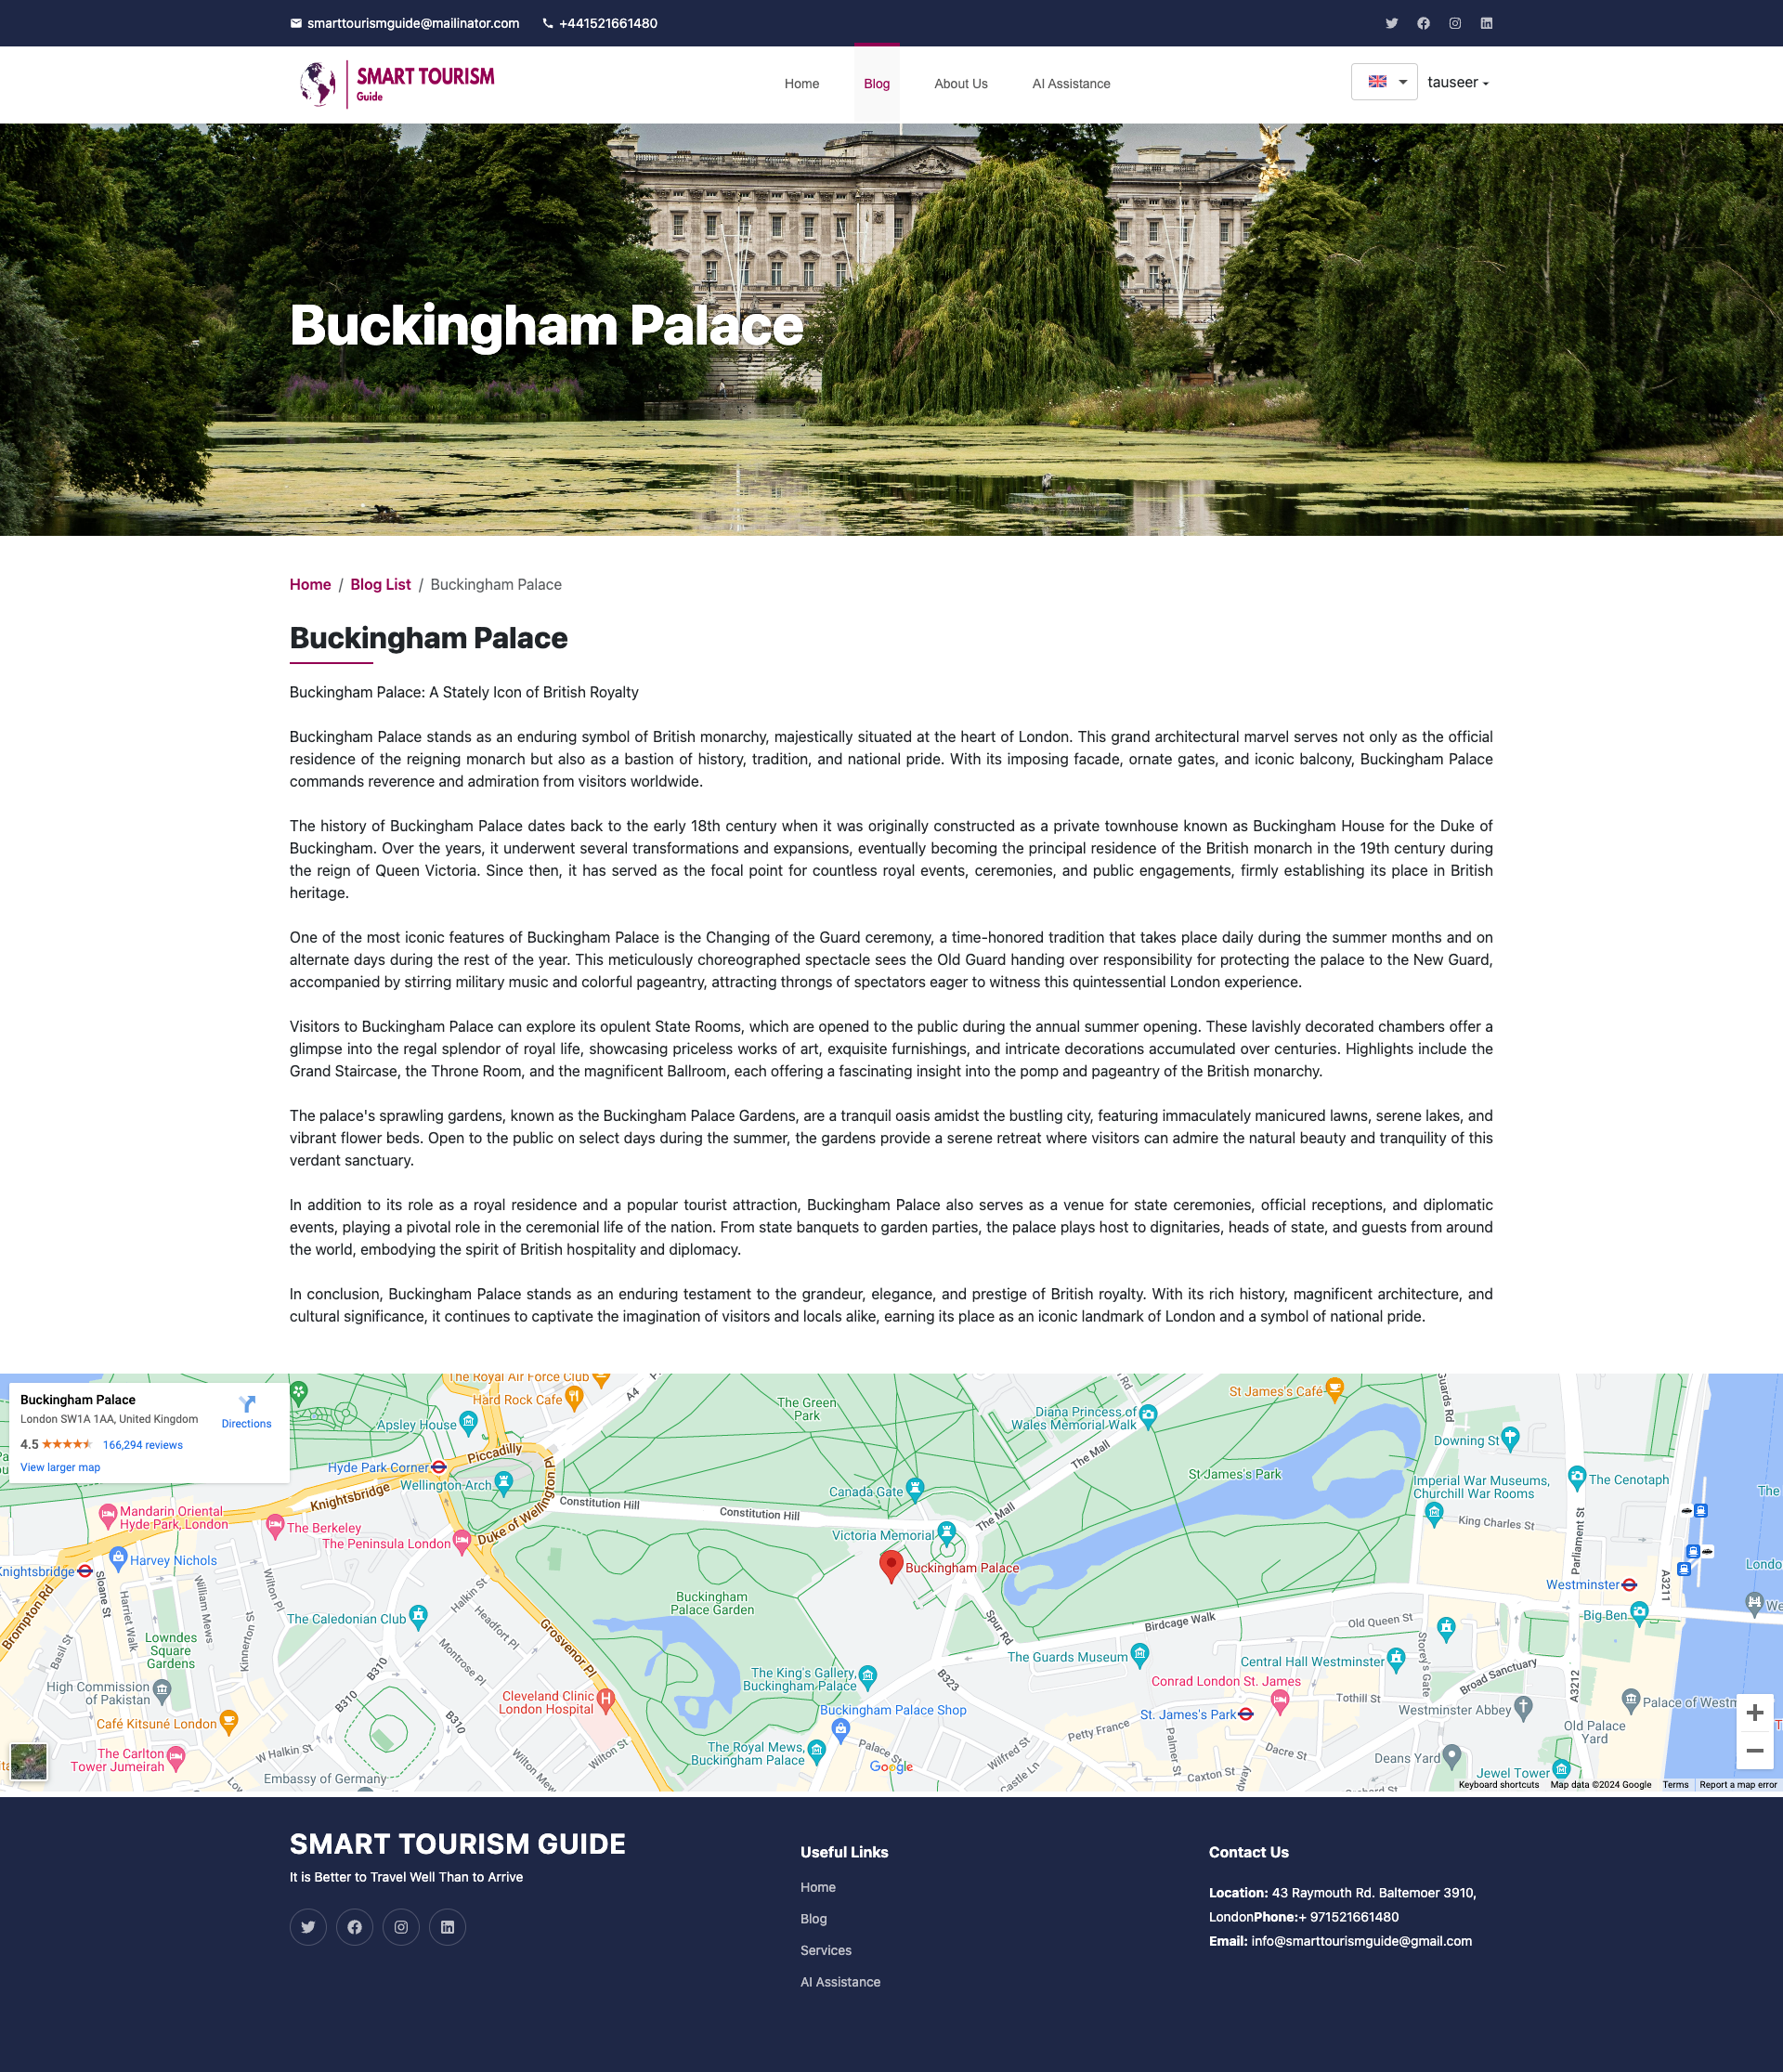 smarttourismguide@mailinator.com +441521661480
SMART TOURISM
Guide
Home Blog About Us AI Assistance
tauseer
Buckingham Palace
Home / Blog List / Buckingham Palace
Buckingham Palace
Buckingham Palace: A Stately Icon of British Royalty
Buckingham Palace stands as an enduring symbol of British monarchy, majestically situated at the heart of London. This grand architectural marvel serves not only as the official
residence of the reigning monarch but also as a bastion of history, tradition, and national pride. With its imposing facade, ornate gates, and iconic balcony, Buckingham Palace
commands reverence and admiration from visitors worldwide.
The history of Buckingham Palace dates back to the early 18th century when it was originally constructed as a private townhouse known as Buckingham House for the Duke of
Buckingham. Over the years, it underwent several transformations and expansions, eventually becoming the principal residence of the British monarch in the 19th century during
the reign of Queen Victoria. Since then, it has served as the focal point for countless royal events, ceremonies, and public engagements, firmly establishing its place in British
heritage.
One of the most iconic features of Buckingham Palace is the Changing of the Guard ceremony, a time-honored tradition that takes place daily during the summer months and on
alternate days during the rest of the year. This meticulously choreographed spectacle sees the Old Guard handing over responsibility for protecting the palace to the New Guard,
accompanied by stirring military music and colorful pageantry, attracting throngs of spectators eager to witness this quintessential London experience.
Visitors to Buckingham Palace can explore its opulent State Rooms, which are opened to the public during the annual summer opening. These lavishly decorated chambers offer a
glimpse into the regal splendor of royal life, showcasing priceless works of art, exquisite furnishings, and intricate decorations accumulated over centuries. Highlights include the
Grand Staircase, the Throne Room, and the magnificent Ballroom, each offering a fascinating insight into the pomp and pageantry of the British monarchy.
The palace's sprawling gardens, known as the Buckingham Palace Gardens, are a tranquil oasis amidst the bustling city, featuring immaculately manicured lawns, serene lakes, and
vibrant flower beds. Open to the public on select days during the summer, the gardens provide a serene retreat where visitors can admire the natural beauty and tranquility of this
verdant sanctuary.
In addition to its role as a royal residence and a popular tourist attraction, Buckingham Palace also serves as a venue for state ceremonies, official receptions, and diplomatic
events, playing a pivotal role in the ceremonial life of the nation. From state banquets to garden parties, the palace plays host to dignitaries, heads of state, and guests from around
the world, embodying the spirit of British hospitality and diplomacy.
In conclusion, Buckingham Palace stands as an enduring testament to the grandeur, elegance, and prestige of British royalty. With its rich history, magnificent architecture, and
cultural significance, it continues to captivate the imagination of visitors and locals alike, earning its place as an iconic landmark of London and a symbol of national pride.
Buckingham Palace
London SW1A 1AA, United Kingdom
Directions
4.5 166,294 reviews
View larger map
The Royal Air Force Club
Hard Rock Cafe
A4
Apsley House
Piccadilly
Hyde Park Corner
Wellington Arch
Knightsbridge
Duke of Wellington Pl
Constitution Hill
Constitution Hill
The Green
Park
Diana Princess of
Wales Memorial Walk
The Mall
St James's Café
Guards Rd
Downing St
St James's Park
Imperial War Museums,
Churchill War Rooms
The Cenotaph
King Charles St
Parliament St
A3211
Canada Gate
Victoria Memorial
The Mall
Buckingham Palace
Mandarin Oriental
Hyde Park, London
The Berkeley
The Peninsula London
Harvey Nichols
Knightsbridge
Sloane St
Harriet Walk
William Mews
Wilton Pl
Kinnerton St
Brompton Rd
Basil St
Lowndes
Square
Gardens
The Caledonian Club
Halkin St
Headfort Pl
Montrose Pl
Grosvenor Pl
B310
B310
B310
Buckingham
Palace Garden
Spur Rd
Birdcage Walk
Old Queen St
Westminster
Big Ben
The Guards Museum
Central Hall Westminster
Storey's Gate
Broad Sanctuary
A3212
The King's Gallery,
Buckingham Palace
B323
Conrad London St. James
Tothill St
Westminster Abbey
Palace of Westm
High Commission
of Pakistan
Café Kitsuné London
Cleveland Clinic
London Hospital
Buckingham Palace Shop
St. James's Park
Petty France
Palmer St
Old Palace
Yard
Deans Yard
Jewel Tower
The Carlton
Tower Jumeirah
W Halkin St
Embassy of Germany
Wilton Mews
Wilton St
The Royal Mews,
Buckingham Palace
Palace St
Google
Wilfred St
Castle Ln
Caxton St
Dacre St
Keyboard shortcuts Map data ©2024 Google Terms Report a map error
SMART TOURISM GUIDE
It is Better to Travel Well Than to Arrive
Useful Links
Home
Blog
Services
AI Assistance
Contact Us
Location: 43 Raymouth Rd. Baltemoer 3910,
LondonPhone:+ 971521661480
Email: info@smarttourismguide@gmail.com